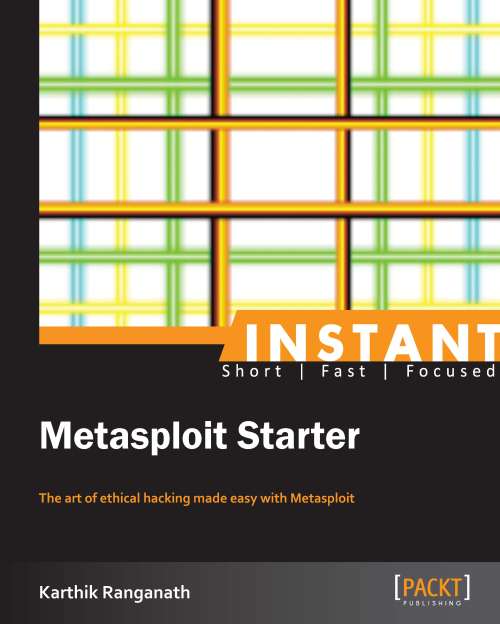 INSTANT
Short | Fast | Focused
Metasploit Starter
The art of ethical hacking made easy with Metasploit
Karthik Ranganath
[PACKT]
PUBLISHING